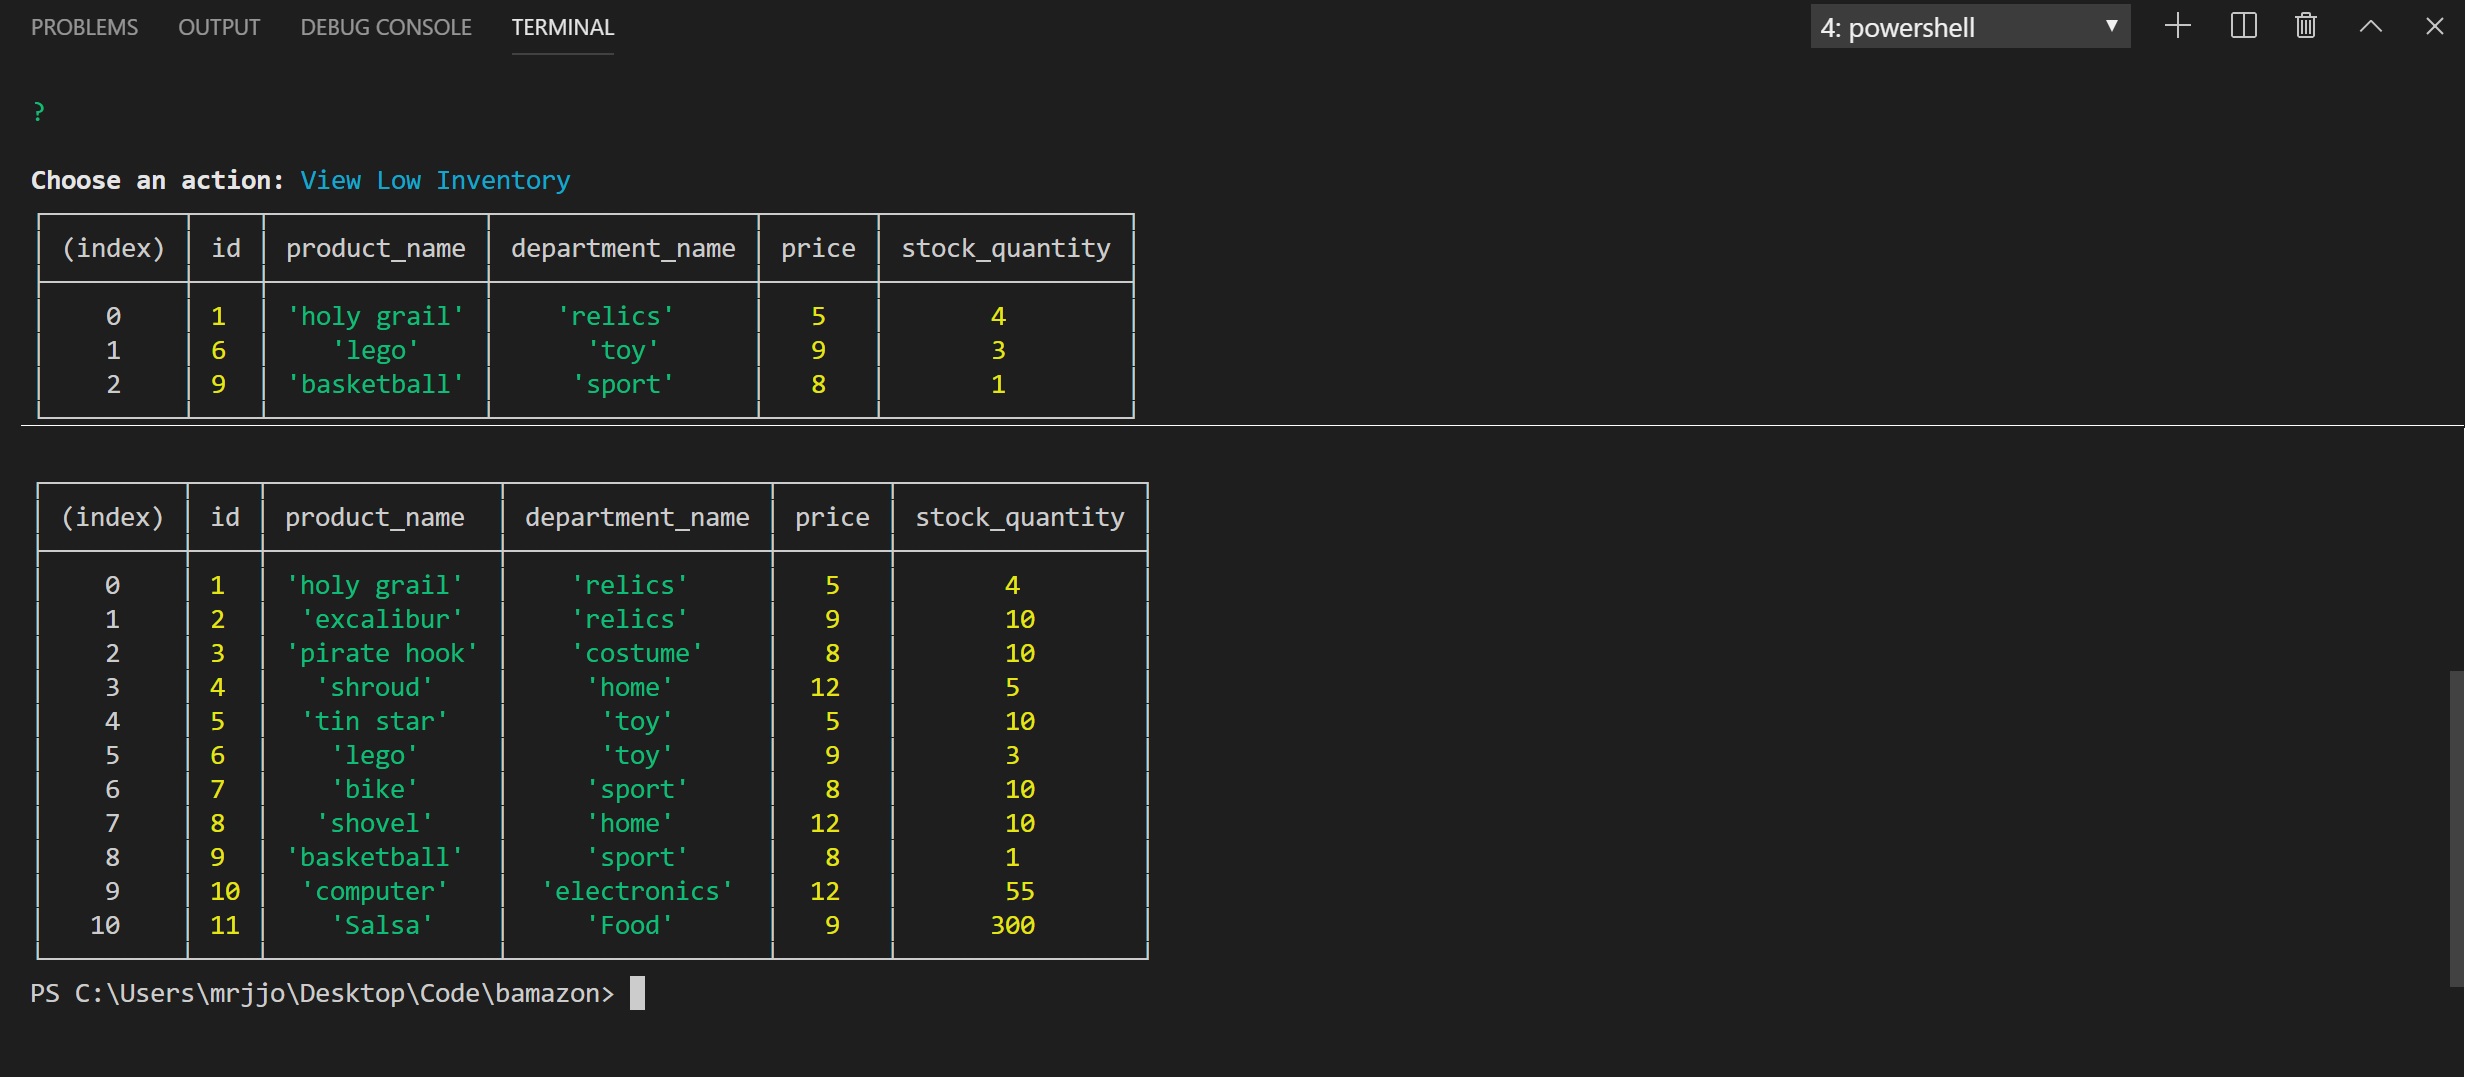 PROBLEMS OUTPUT DEBUG CONSOLE TERMINAL 4: powershell
?
Choose an action: View Low Inventory
(index) id product_name department_name price stock_quantity
0 1 'holy grail' 'relics' 5 4
1 6 'lego' 'toy' 9 3
2 9 'basketball' 'sport' 8 1
(index) id product_name department_name price stock_quantity
0 1 'holy grail' 'relics' 5 4
1 2 'excalibur' 'relics' 9 10
2 3 'pirate hook' 'costume' 8 10
3 4 'shroud' 'home' 12 5
4 5 'tin star' 'toy' 5 10
5 6 'lego' 'toy' 9 3
6 7 'bike' 'sport' 8 10
7 8 'shovel' 'home' 12 10
8 9 'basketball' 'sport' 8 1
9 10 'computer' 'electronics' 12 55
10 11 'Salsa' 'Food' 9 300
PS C:\Users\mrjjo\Desktop\Code\bamazon>